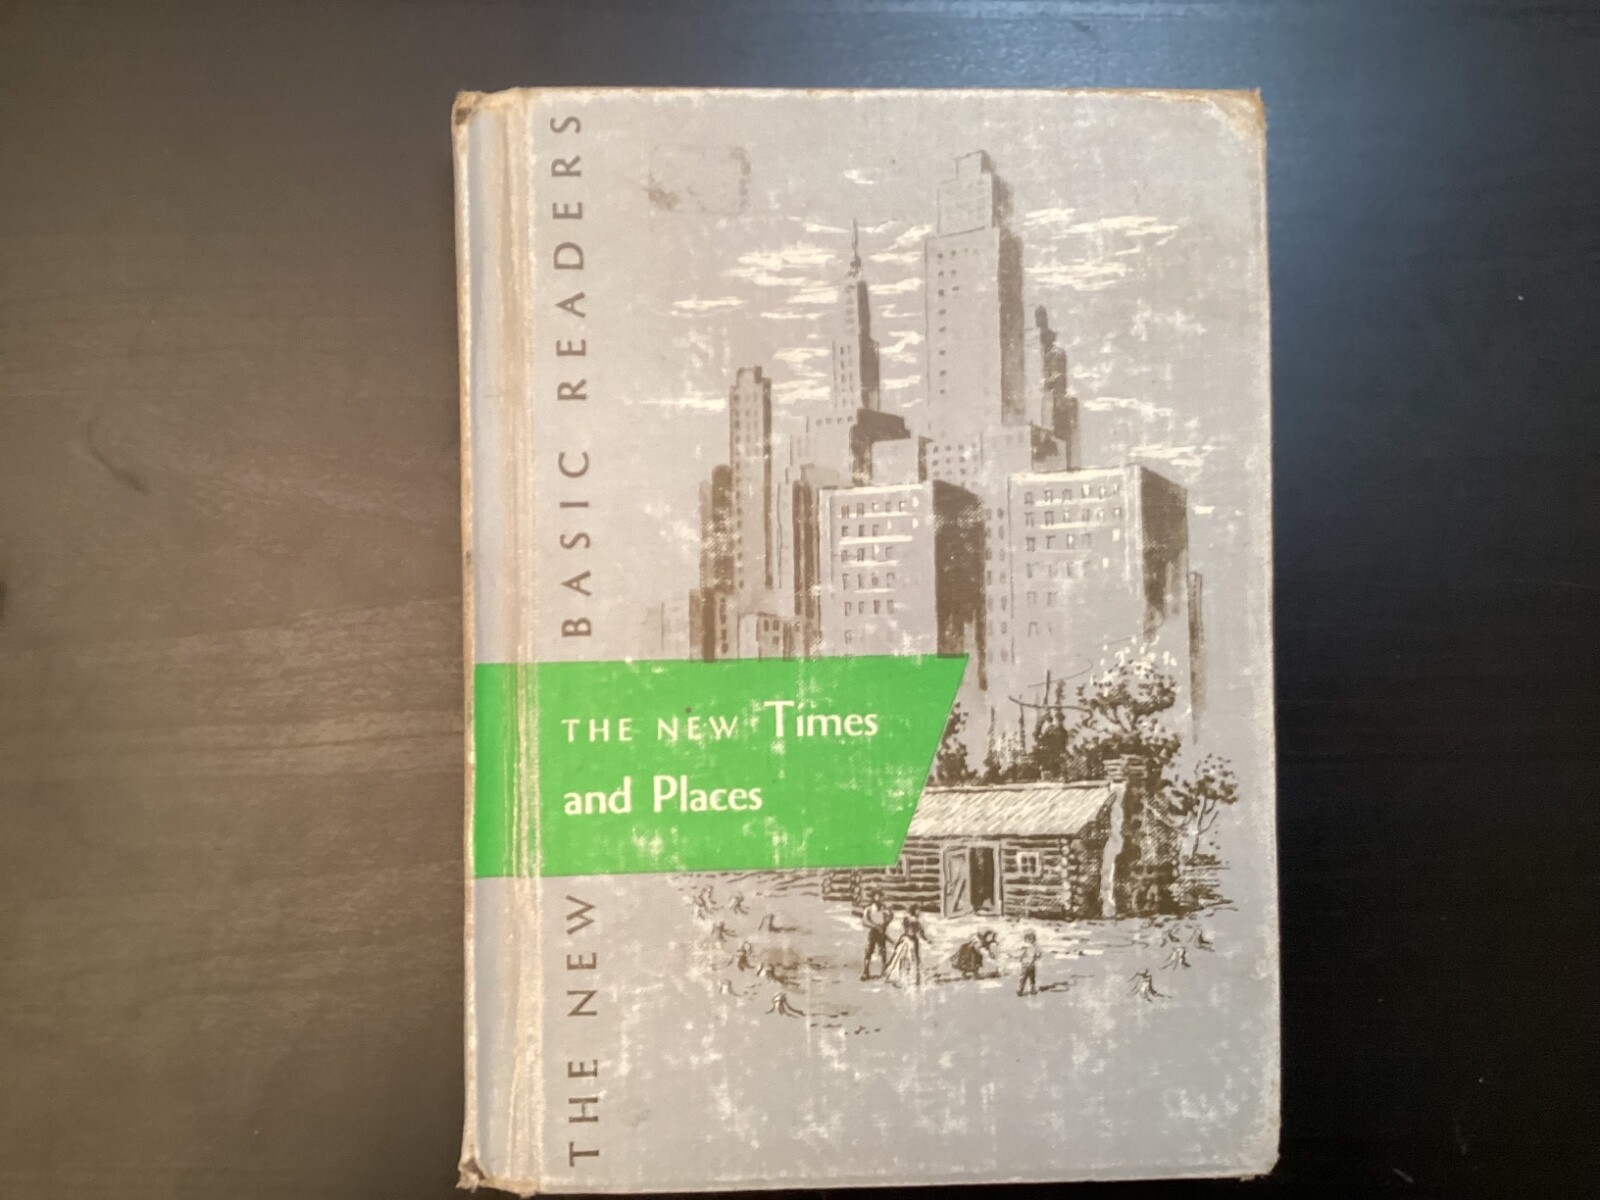 THE NEW BASIC READERS
THE NEW Times
and Places